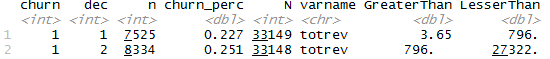 churn dec n churn_perc N varname GreaterThan LesserThan
<int> <int> <int> <dbl> <int> <chr> <dbl> <dbl>
1 1 1 7525 0.227 33149 totrev 3.65 796.
2 1 2 8334 0.251 33148 totrev 796. 27322.